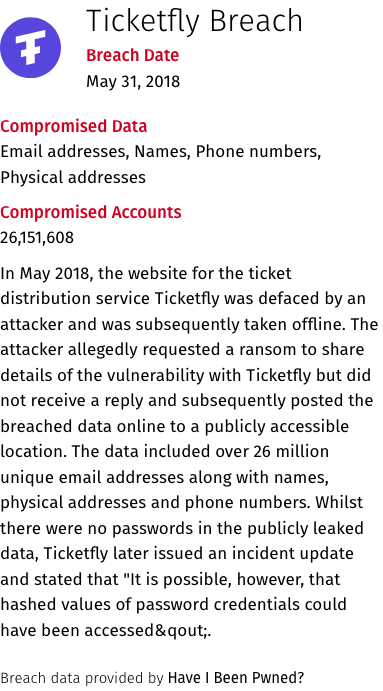 Ticketfly Breach
Breach Date
May 31, 2018
Compromised Data
Email addresses, Names, Phone numbers,
Physical addresses
Compromised Accounts
26,151,608
In May 2018, the website for the ticket
distribution service Ticketfly was defaced by an
attacker and was subsequently taken offline. The
attacker allegedly requested a ransom to share
details of the vulnerability with Ticketfly but did
not receive a reply and subsequently posted the
breached data online to a publicly accessible
location. The data included over 26 million
unique email addresses along with names,
physical addresses and phone numbers. Whilst
there were no passwords in the publicly leaked
data, Ticketfly later issued an incident update
and stated that "It is possible, however, that
hashed values of password credentials could
have been accessed&qout;.
Breach data provided by Have I Been Pwned?